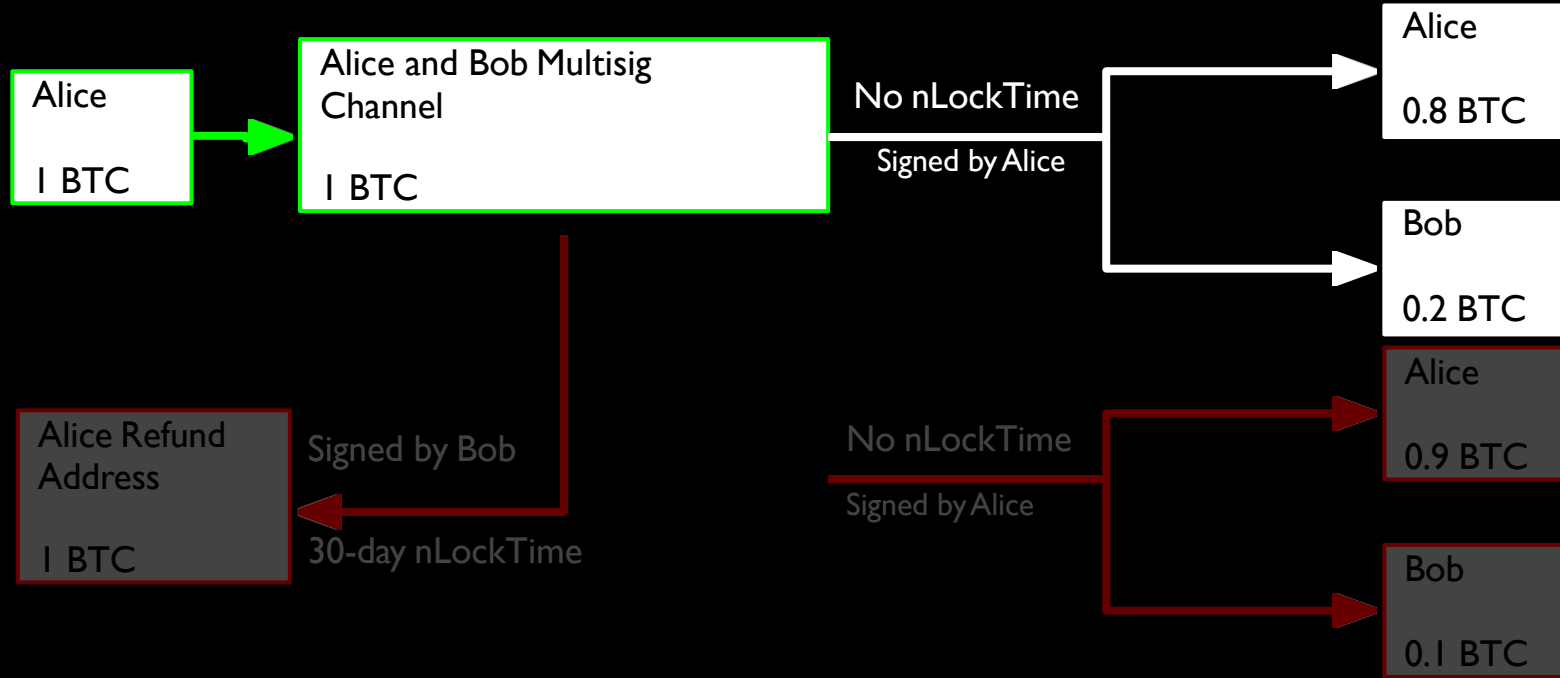 Alice
1 BTC
Alice and Bob Multisig
Channel
1 BTC
No nLockTime
Signed by Alice
Alice
0.8 BTC
Bob
0.2 BTC
Alice Refund
Address
1 BTC
Signed by Bob
30-day nLockTime
No nLockTime
Signed by Alice
Alice
0.9 BTC
Bob
0.1 BTC